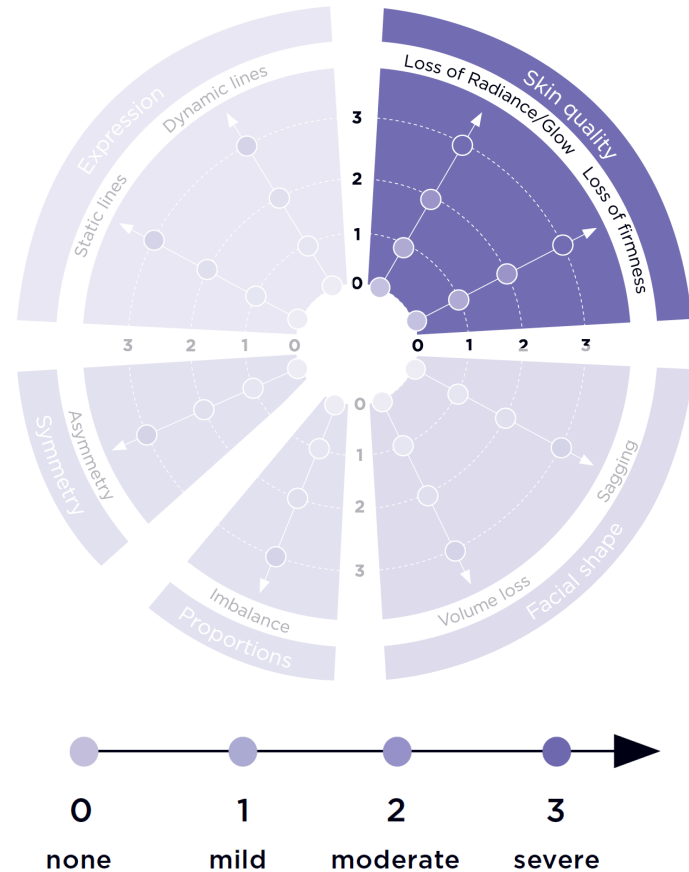 Expression
Dynamic lines
Static lines
Skin quality
Loss of Radiance/Glow
Loss of firmness
3
2
1
0
3 2 1 0
0 1 2 3
0
1
2
3
Symmetry
Asymmetry
Proportions
Imbalance
Facial shape
Volume loss
Sagging
0 1 2 3
none mild moderate severe